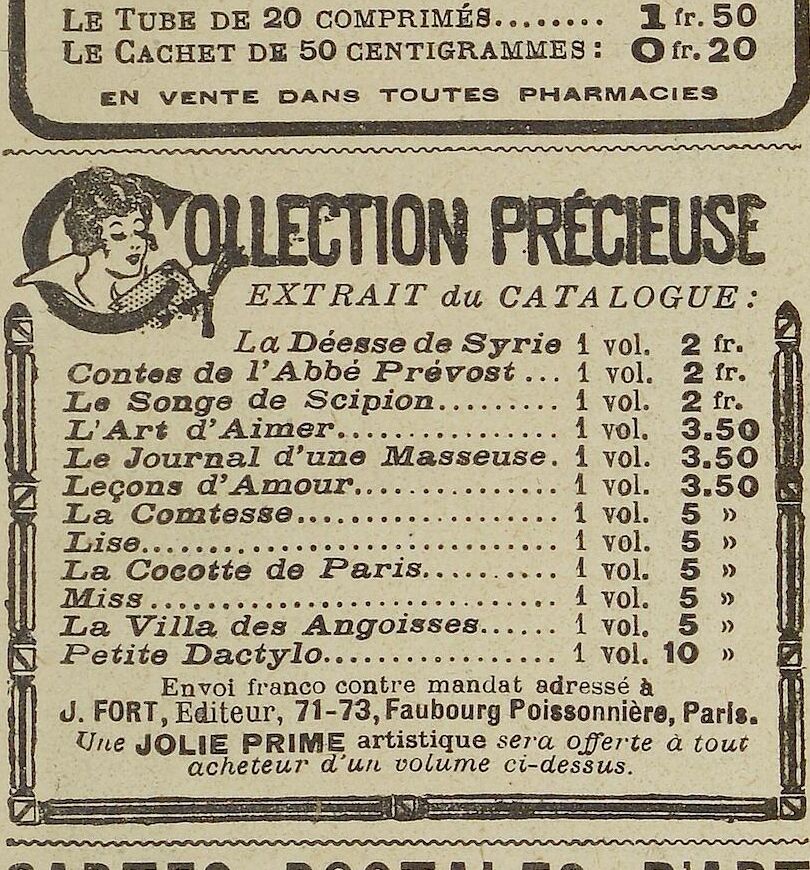 LE TUBE DE 20 COMPRIMÉS........ 1 fr. 50
LE CACHET DE 50 CENTIGRAMMES: 0 fr. 20
EN VENTE DANS TOUTES PHARMACIES
COLLECTION PRÉCIEUSE
EXTRAIT du CATALOGUE:
La Déesse de Syrie 1 vol. 2 fr.
Contes de l'Abbé Prévost... 1 vol. 2 fr.
Le Songe de Scipion......... 1 vol. 2 fr.
L'Art d'Aimer................ 1 vol. 3.50
Le Journal d'une Masseuse. 1 vol. 3.50
Leçons d'Amour.............. 1 vol. 3.50
La Comtesse.................. 1 vol. 5 »
Lise.............................. 1 vol. 5 »
La Cocotte de Paris.......... 1 vol. 5 »
Miss............................. 1 vol. 5 »
La Villa des Angoisses...... 1 vol. 5 »
Petite Dactylo................ 1 vol. 10 »
Envoi franco contre mandat adressé à
J. FORT, Editeur, 71-73, Faubourg Poissonnière, Paris.
Une JOLIE PRIME artistique sera offerte à tout
acheteur d'un volume ci-dessus.
CARTES POSTALES D'ART